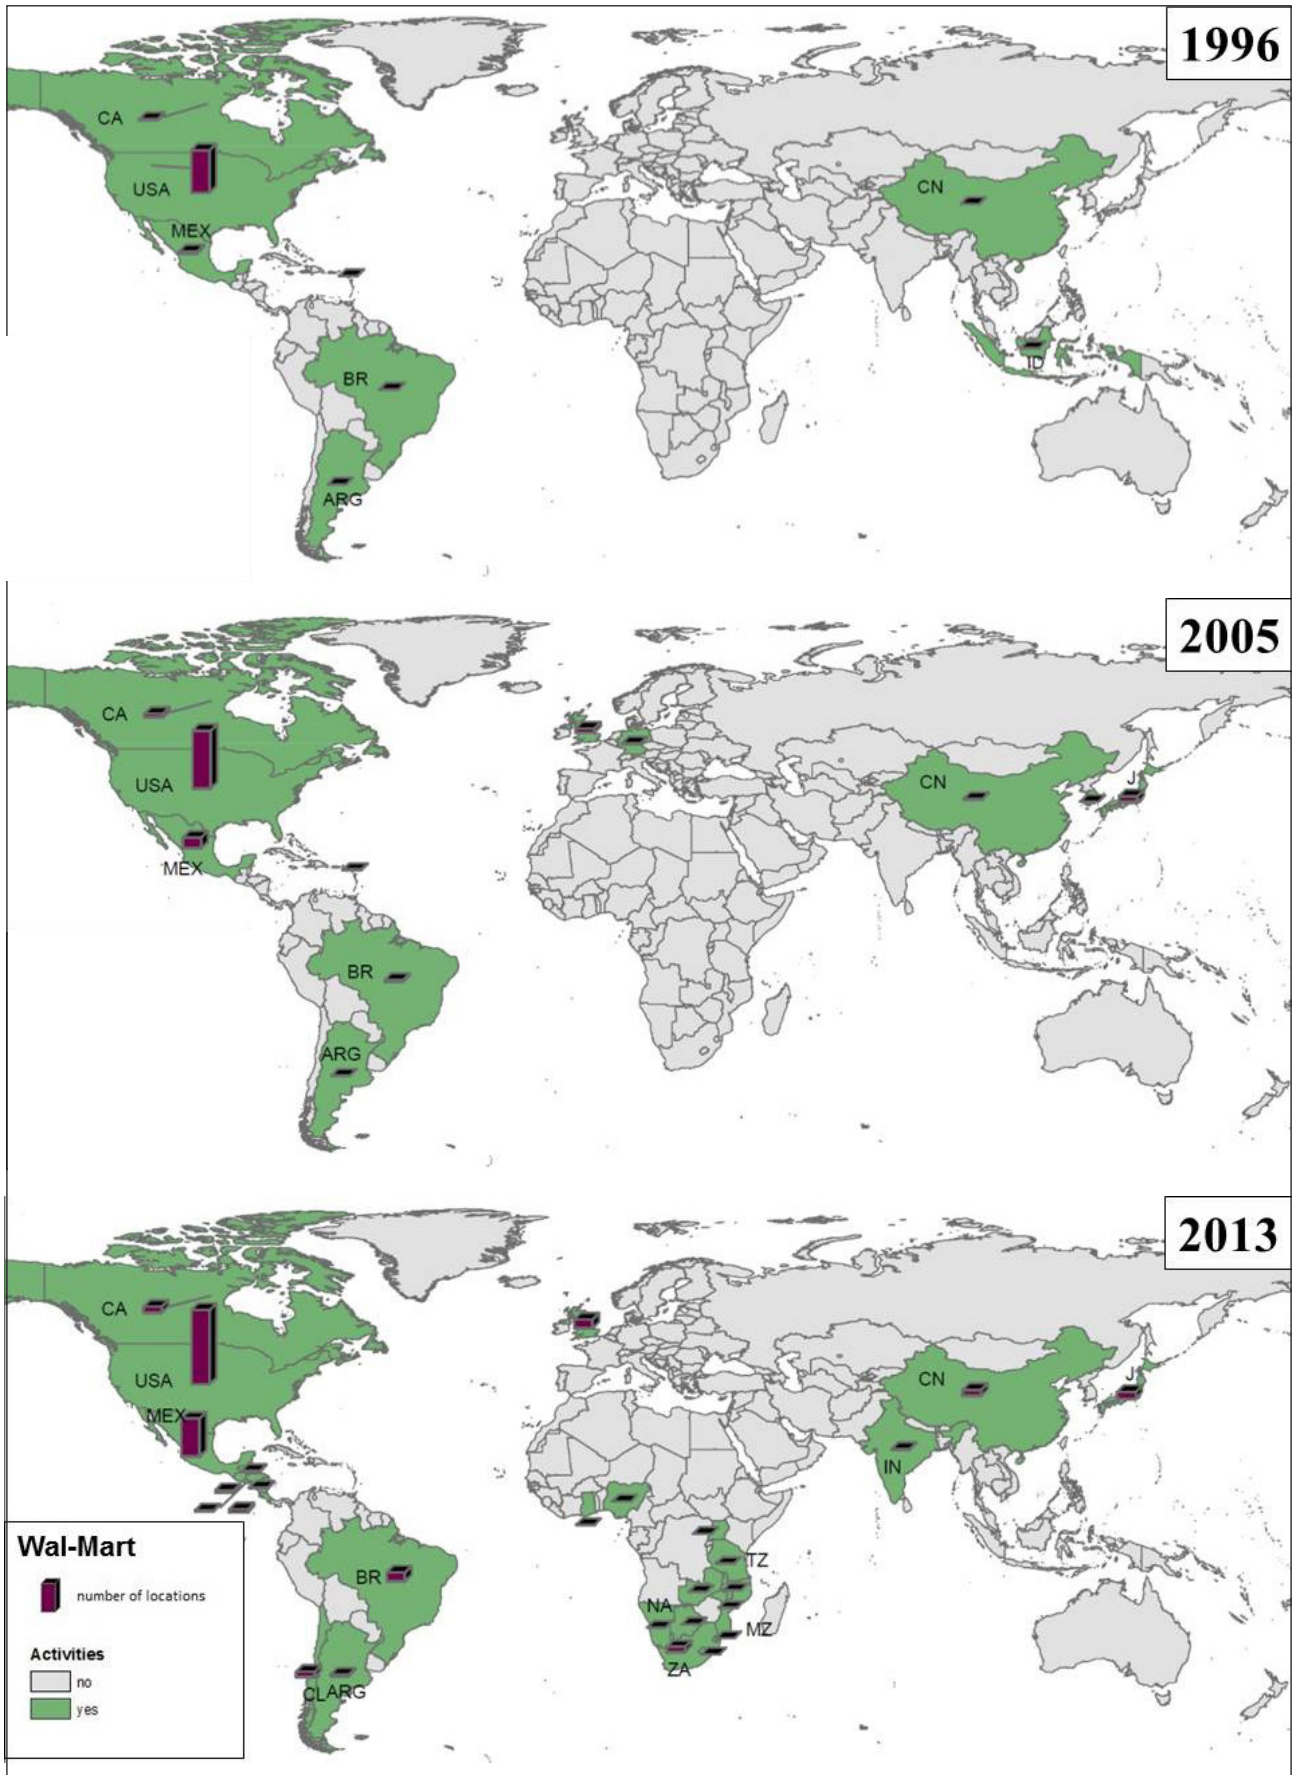 1996
CA
USA
MEX
BR
ARG
CN
ID
2005
CA
USA
MEX
BR
ARG
CN
J
2013
CA
USA
MEX
BR
CL ARG
CN
J
IN
TZ
NA
MZ
ZA
Wal-Mart
number of locations
Activities
no
yes